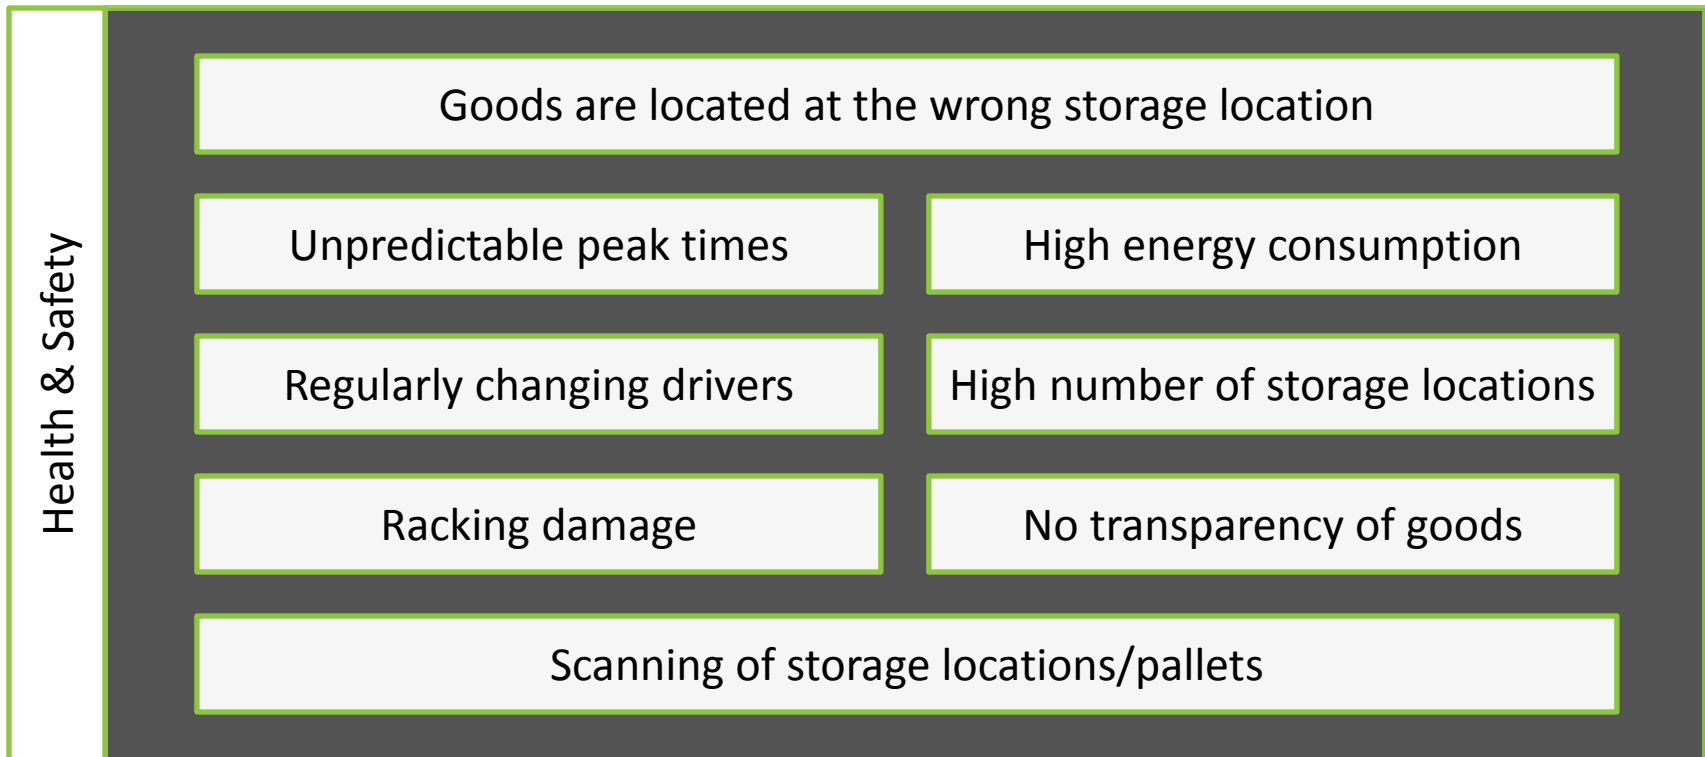 Health & Safety
Goods are located at the wrong storage location
Unpredictable peak times
High energy consumption
Regularly changing drivers
High number of storage locations
Racking damage
No transparency of goods
Scanning of storage locations/pallets